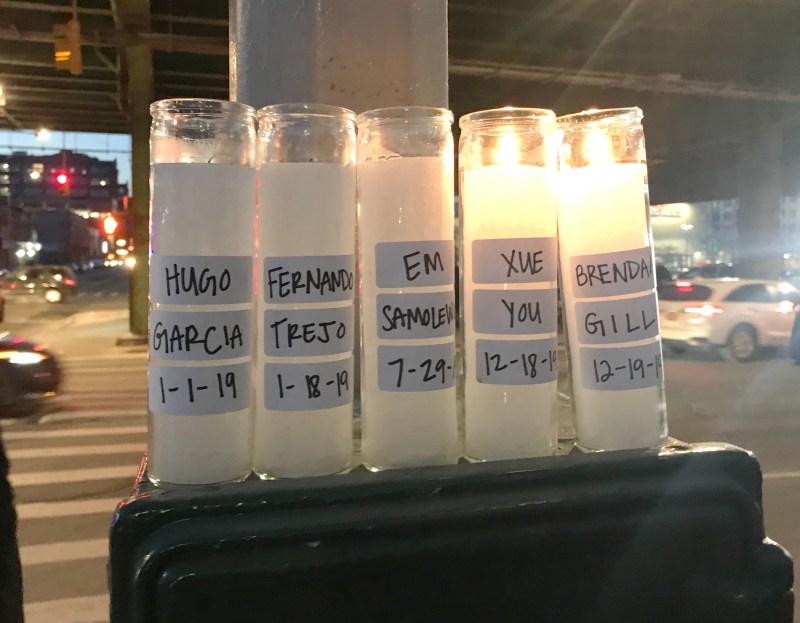 HUGO
GARCIA
1-1-19
FERNANDO
TREJO
1-18-19
EM
SAMOLEW
7-29-
XUE
YOU
12-18-19
BRENDA
GILL
12-19-1